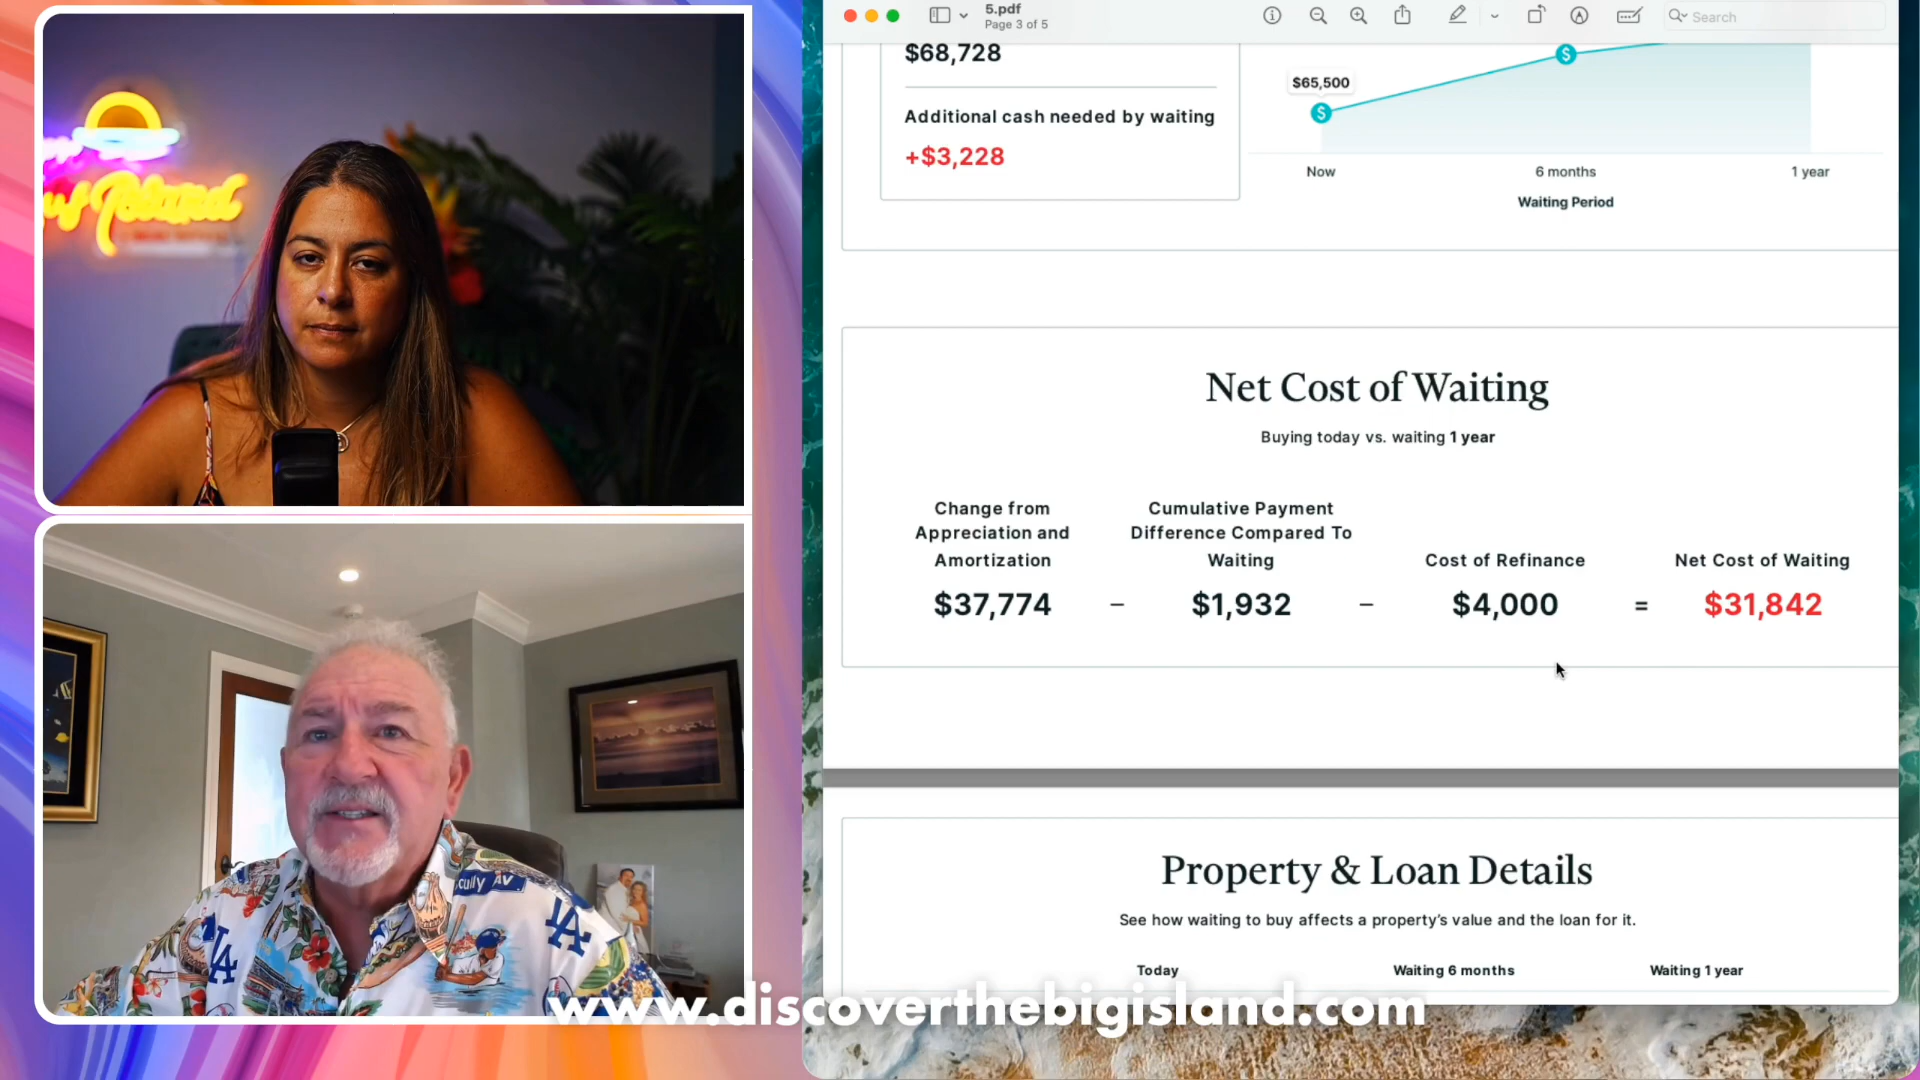 5.pdf
Page 3 of 5
Search
$68,728
Additional cash needed by waiting
+$3,228
$65,500
$
$
Now
6 months
1 year
Waiting Period
Net Cost of Waiting
Buying today vs. waiting 1 year
Change from
Appreciation and
Amortization
$37,774
–
Cumulative Payment
Difference Compared To
Waiting
$1,932
–
Cost of Refinance
$4,000
=
Net Cost of Waiting
$31,842
Property & Loan Details
See how waiting to buy affects a property's value and the loan for it.
Today
Waiting 6 months
Waiting 1 year
www.discoverthebigisland.com
LA
LA